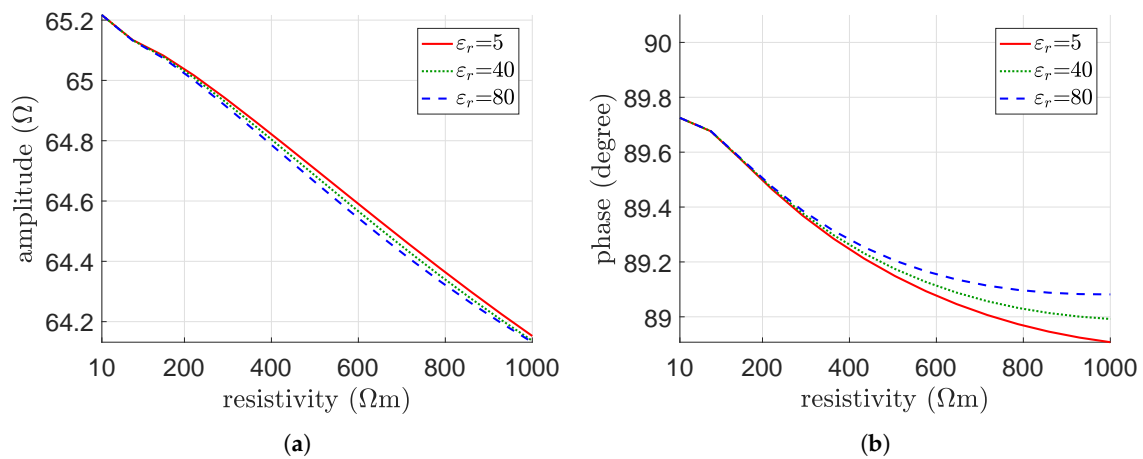 65.2
65
64.8
64.6
64.4
64.2
amplitude (Ω)
εr=5
εr=40
εr=80
10 200 400 600 800 1000
resistivity (Ωm)
(a)
90
89.8
89.6
89.4
89.2
89
phase (degree)
εr=5
εr=40
εr=80
10 200 400 600 800 1000
resistivity (Ωm)
(b)